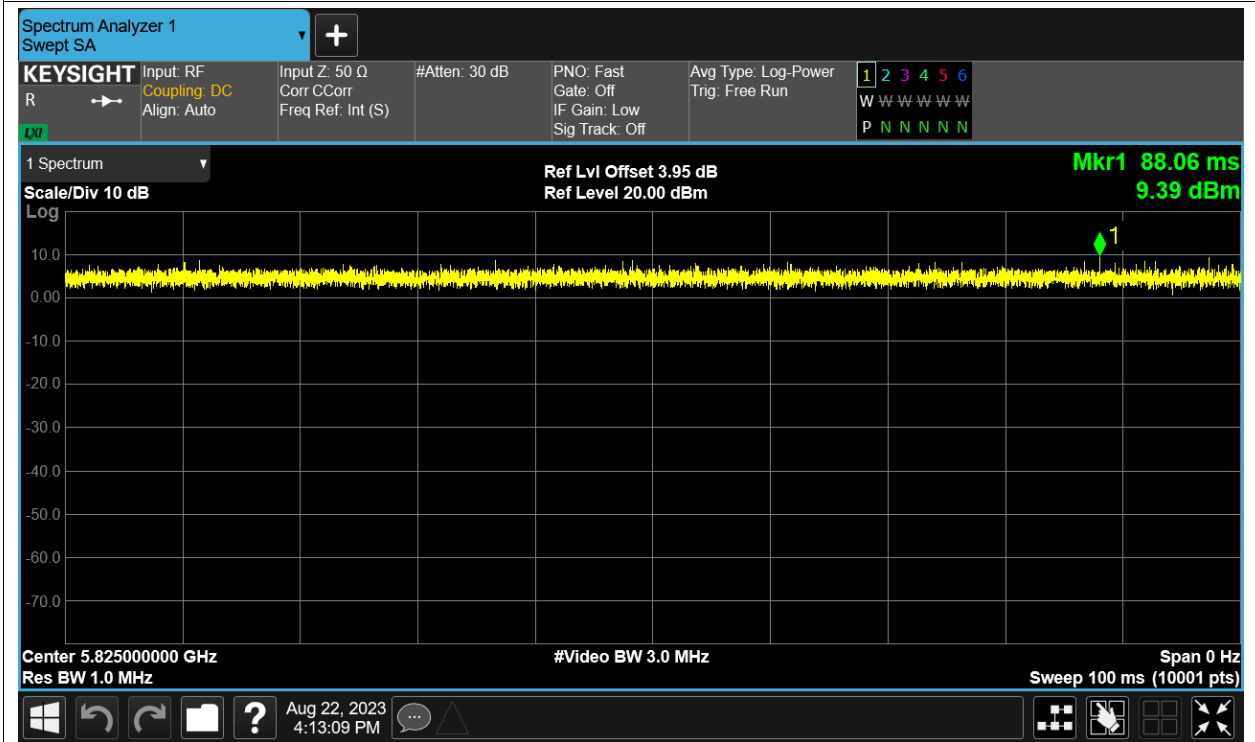 Spectrum Analyzer 1
Swept SA
KEYSIGHT
R
LXI
Input: RF
Coupling: DC
Align: Auto
Input Z: 50 Ω
Corr CCorr
Freq Ref: Int (S)
#Atten: 30 dB
PNO: Fast
Gate: Off
IF Gain: Low
Sig Track: Off
Avg Type: Log-Power
Trig: Free Run
1 2 3 4 5 6
W W W W W W
P N N N N N
1 Spectrum
Scale/Div 10 dB
Ref Lvl Offset 3.95 dB
Ref Level 20.00 dBm
Mkr1 88.06 ms
9.39 dBm
Log
1
10.0
0.00
-10.0
-20.0
-30.0
-40.0
-50.0
-60.0
-70.0
Center 5.825000000 GHz
Res BW 1.0 MHz
#Video BW 3.0 MHz
Span 0 Hz
Sweep 100 ms (10001 pts)
?
Aug 22, 2023
4:13:09 PM